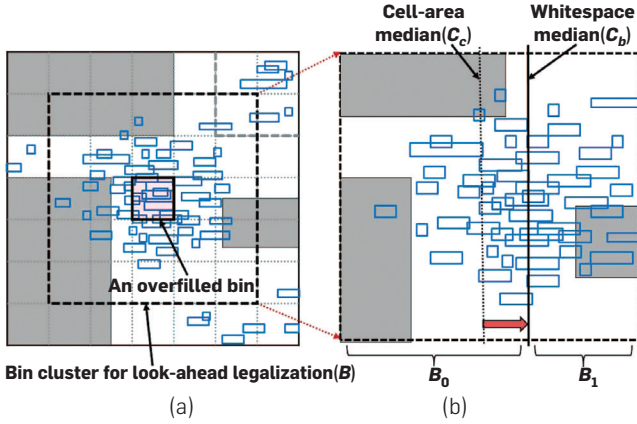 Cell-area
median(Cc)
Whitespace
median(Cb)
An overfilled bin
Bin cluster for look-ahead legalization(B)
B0
B1
(a)
(b)